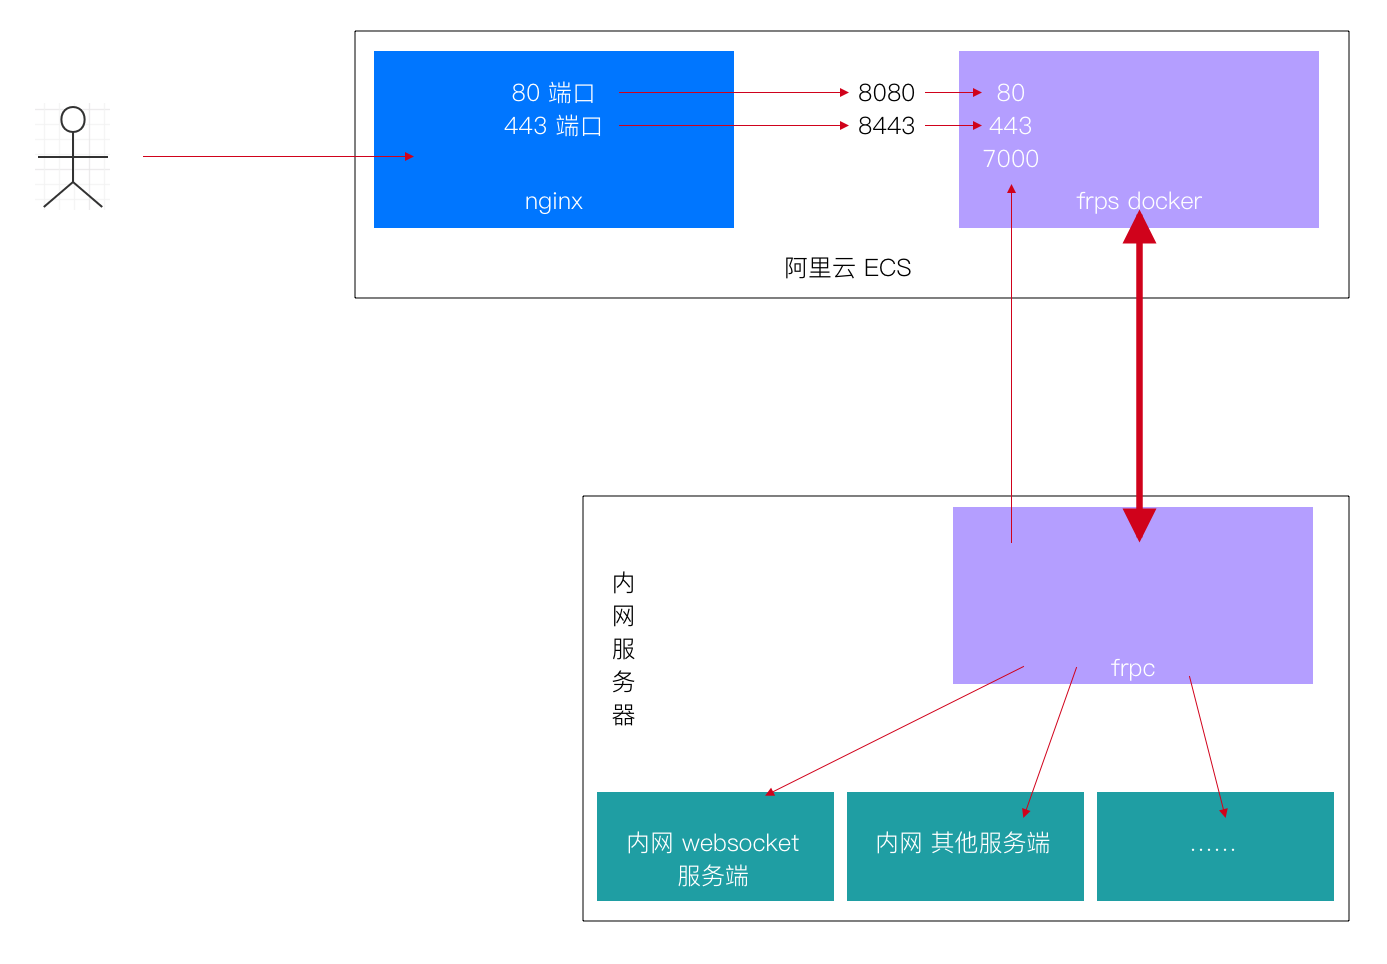 80 端口
443 端口
nginx
8080
8443
80
443
7000
frps docker
阿里云 ECS
内
网
服
务
器
frpc
内网 websocket
服务端
内网 其他服务端
......